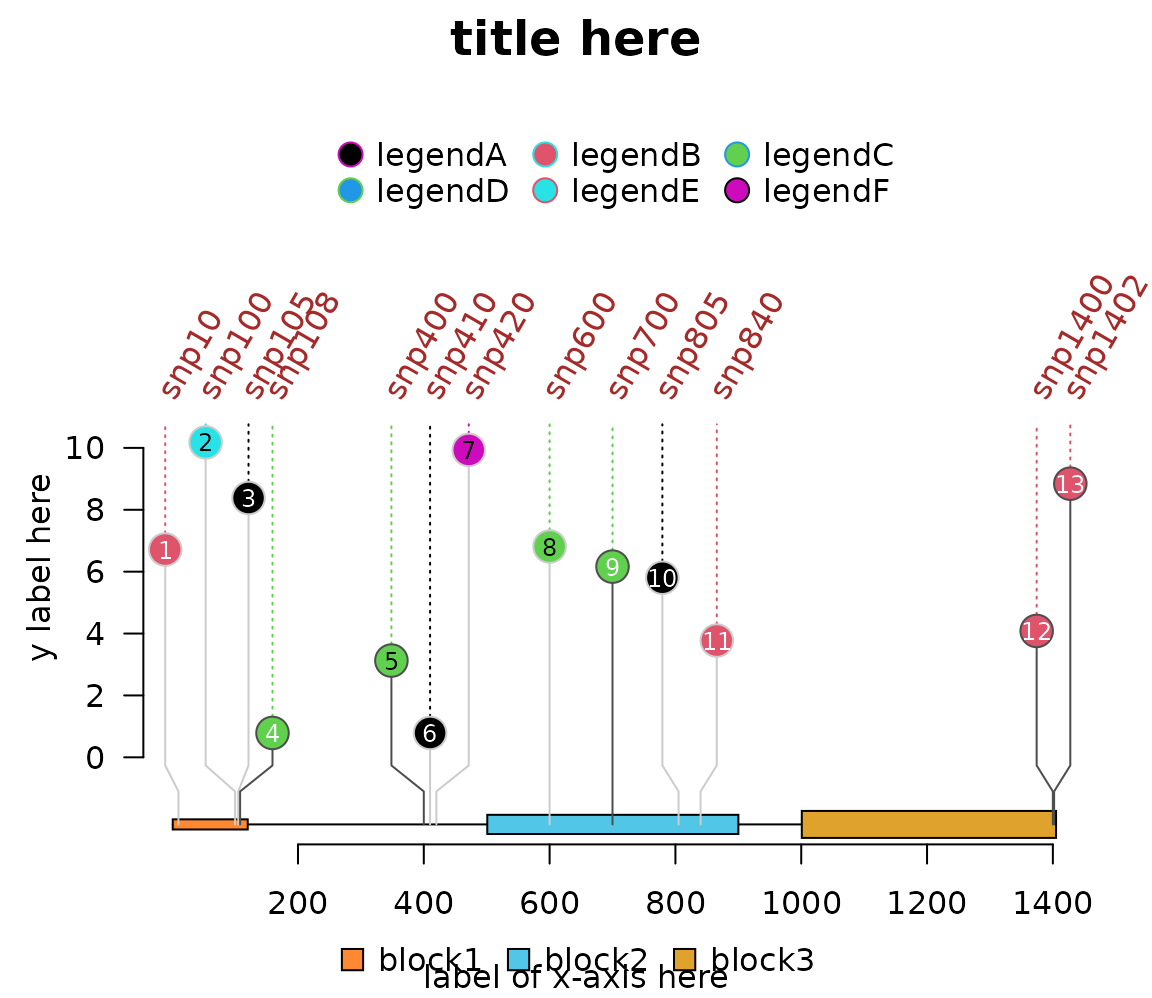 title here
legendA legendB legendC
legendD legendE legendF
snp10 snp100 snp105 snp108 snp400 snp410 snp420 snp600 snp700 snp805 snp840 snp1400 snp1402
y label here
10
8
6
4
2
0
1 2 3 4 5 6 7 8 9 10 11 12 13
200 400 600 800 1000 1200 1400
block1 block2 block3
label of x-axis here